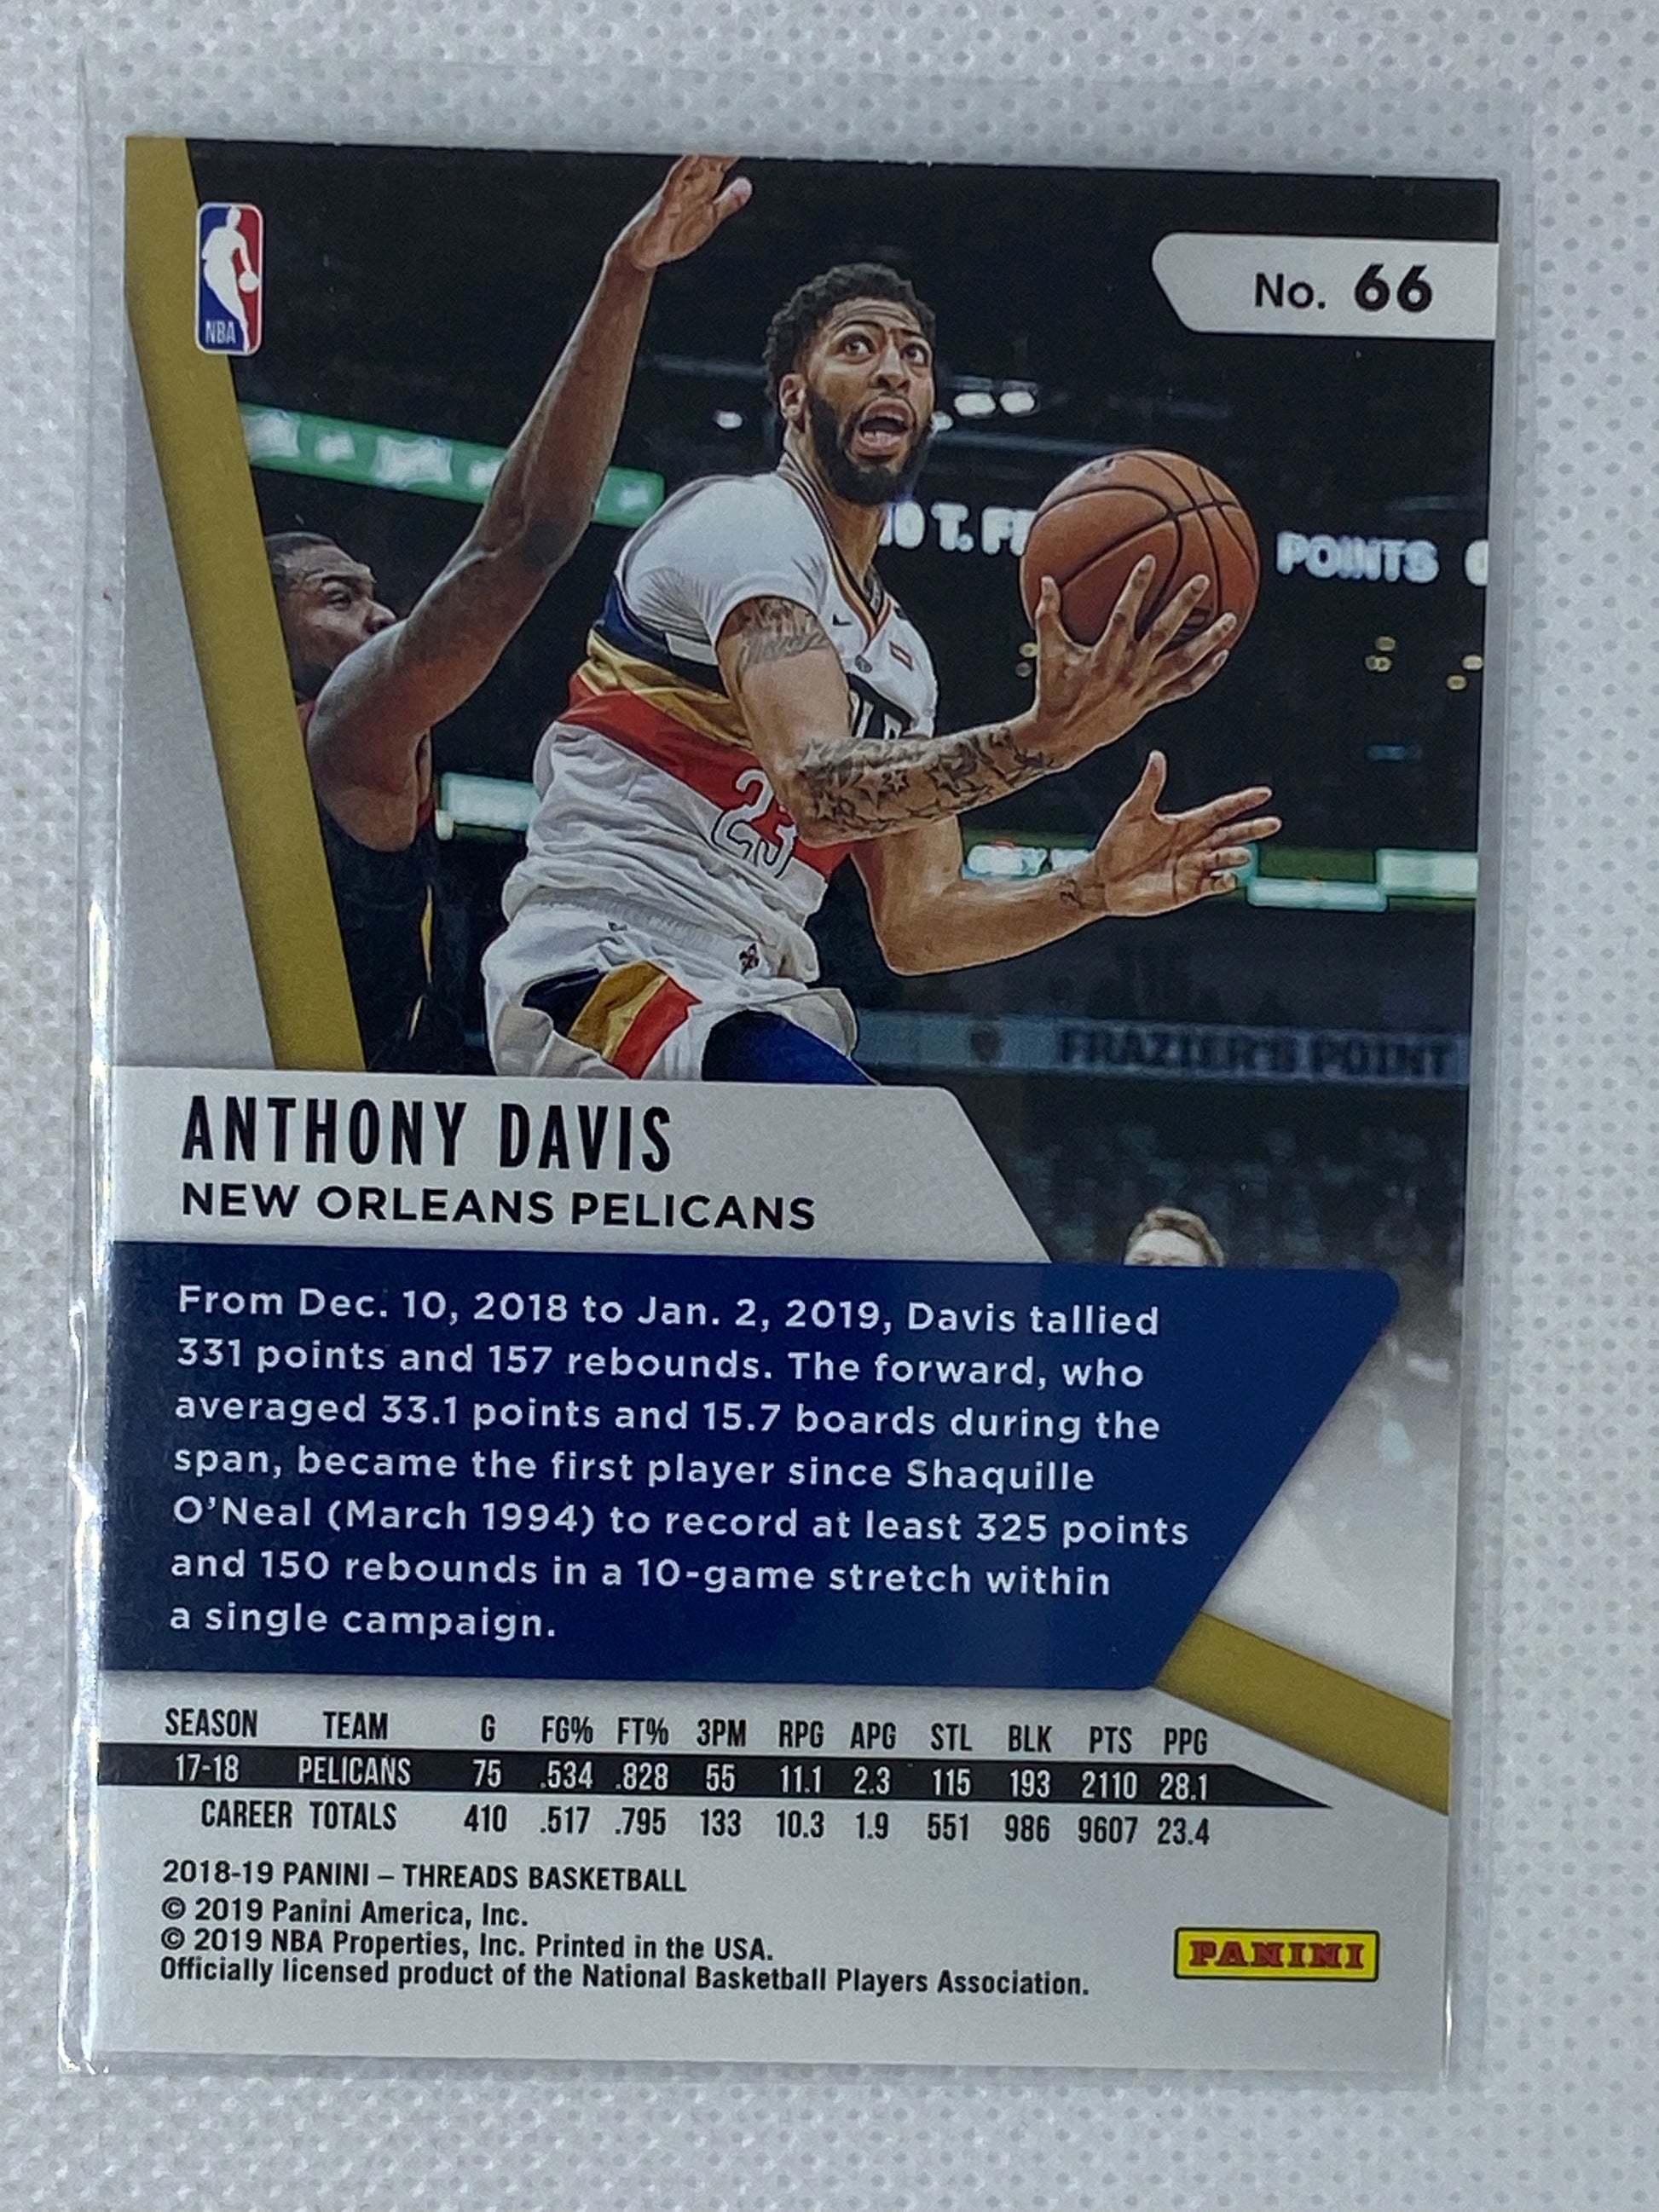 NBA
No. 66
POINTS
23
FRAZIER'S POINT
ANTHONY DAVIS
NEW ORLEANS PELICANS
From Dec. 10, 2018 to Jan. 2, 2019, Davis tallied
331 points and 157 rebounds. The forward, who
averaged 33.1 points and 15.7 boards during the
span, became the first player since Shaquille
O'Neal (March 1994) to record at least 325 points
and 150 rebounds in a 10-game stretch within
a single campaign.
SEASON TEAM G FG% FT% 3PM RPG APG STL BLK PTS PPG
17-18 PELICANS 75 .534 .828 55 11.1 2.3 115 193 2110 28.1
CAREER TOTALS 410 .517 .795 133 10.3 1.9 551 986 9607 23.4
2018-19 PANINI – THREADS BASKETBALL
© 2019 Panini America, Inc.
© 2019 NBA Properties, Inc. Printed in the USA.
Officially licensed product of the National Basketball Players Association.
PANINI